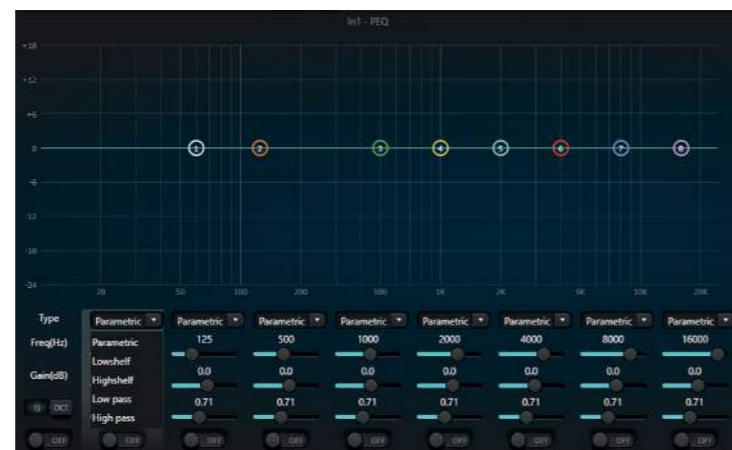 In1 - PEQ
+18
+12
+6
0
-6
-12
-18
-24
1 2 3 4 5 6 7 8
20 50 100 200 500 1K 2K 5K 10K 20K
Type Parametric Parametric Parametric Parametric Parametric Parametric Parametric Parametric
Freq(Hz) Parametric 125 500 1000 2000 4000 8000 16000
Lowshelf
Gain(dB) Highshelf 0.0 0.0 0.0 0.0 0.0 0.0 0.0
Q OCT Low pass 0.71 0.71 0.71 0.71 0.71 0.71 0.71
High pass
OFF OFF OFF OFF OFF OFF OFF OFF OFF